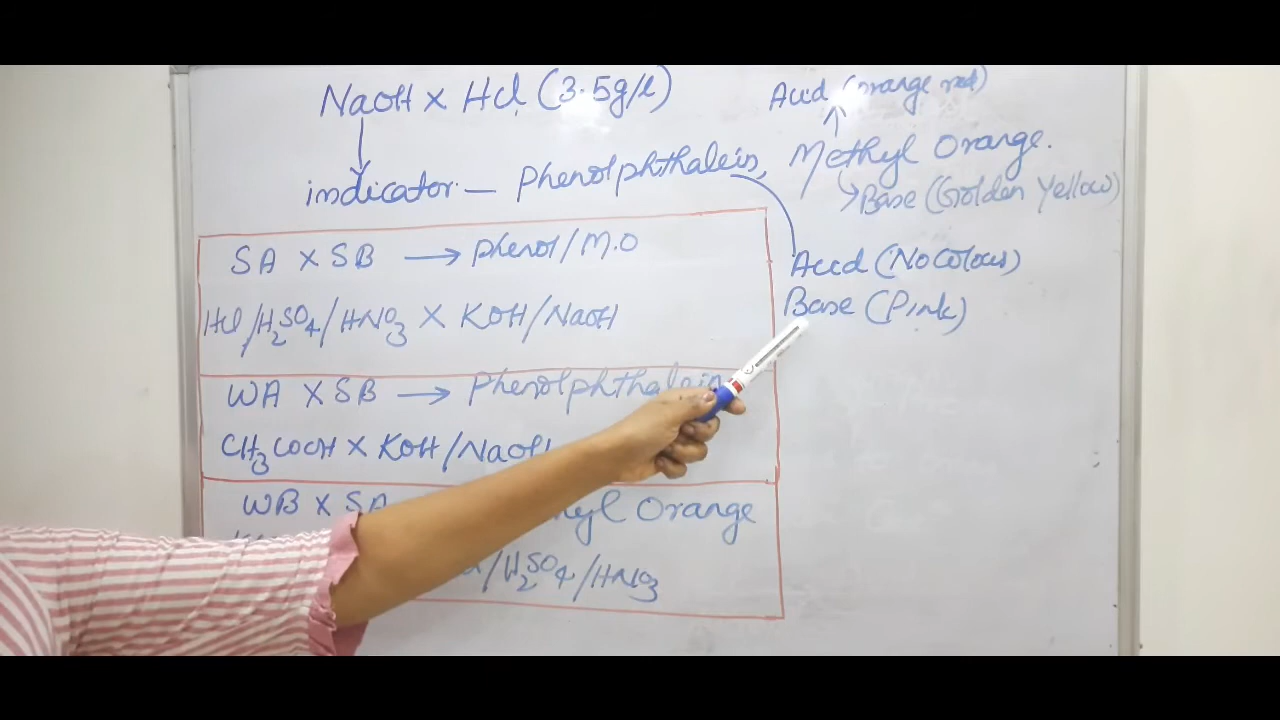 NaOH × HCl (3.5g/l)
Acid (orange red)
indicator — Phenolphthalein, Methyl Orange.
Base (Golden Yellow)
SA × SB → Phenol/M.O
Acid (No colour)
HCl/H2SO4/HNO3 × KOH/NaOH
Base (Pink)
WA × SB → Phenolphthalein
CH3COOH × KOH/NaOH
WB × SA
Orange
/H2SO4/HNO3